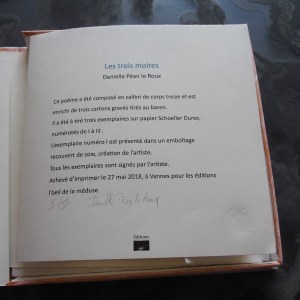 Les trois moires
Danielle Péan le Roux
Ce poème a été composé en calibri de corps treize et est
enrichi de trois cartons gravés tirés au baren.
Il a été à tiré trois exemplaires sur papier Schoeller Durex,
numérotés de I à III.
L'exemplaire numéro I est présenté dans un emboîtage
recouvert de soie, création de l'artiste.
Tous les exemplaires sont signés par l'artiste.
Achevé d'imprimer le 27 mai 2018, à Vannes pour les éditions
l'oeil de la méduse
Editions